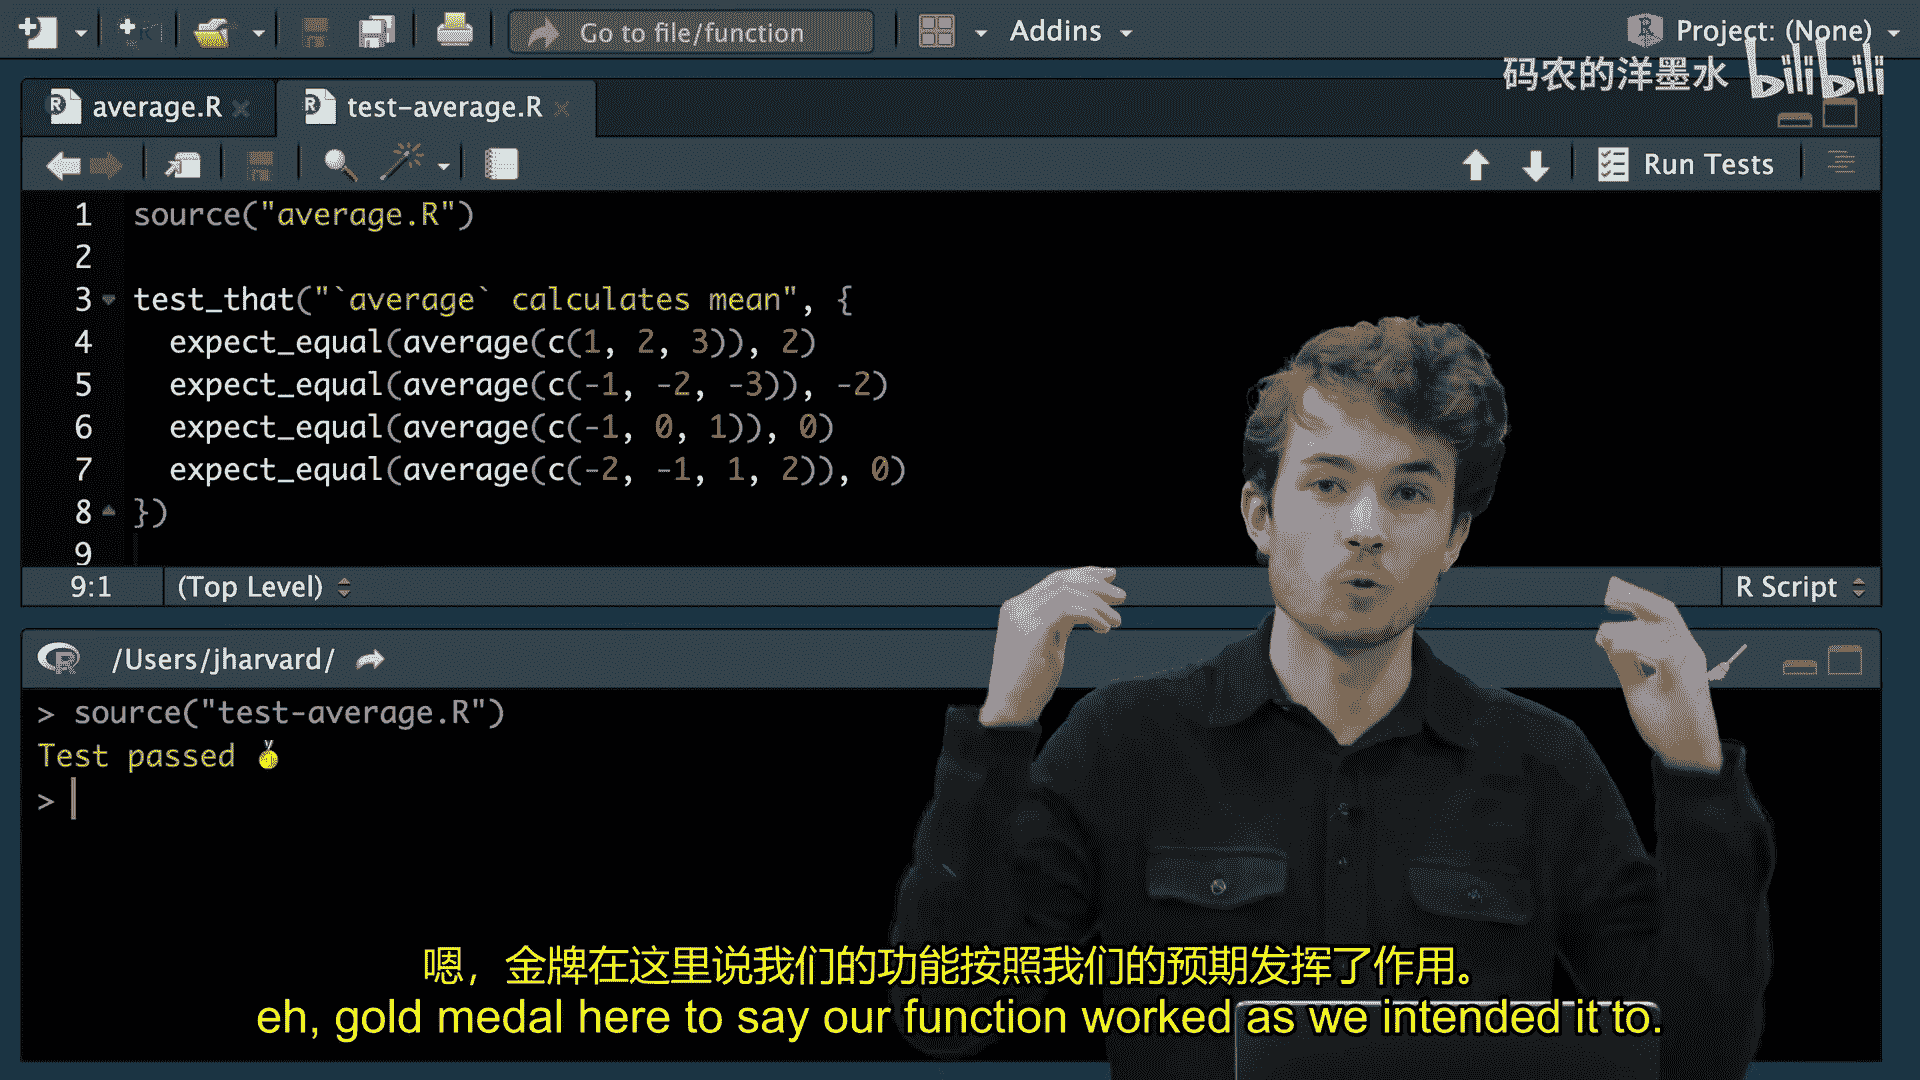 Go to file/function
Addins
Project: (None)
码农的洋墨水 bilibili
average.R
test-average.R
Run Tests
1 source("average.R")
2
3 test_that("`average` calculates mean", {
4 expect_equal(average(c(1, 2, 3)), 2)
5 expect_equal(average(c(-1, -2, -3)), -2)
6 expect_equal(average(c(-1, 0, 1)), 0)
7 expect_equal(average(c(-2, -1, 1, 2)), 0)
8 })
9
9:1 (Top Level) R Script
/Users/jharvard/
> source("test-average.R")
Test passed
>
嗯，金牌在这里说我们的功能按照我们的预期发挥了作用。
eh, gold medal here to say our function worked as we intended it to.